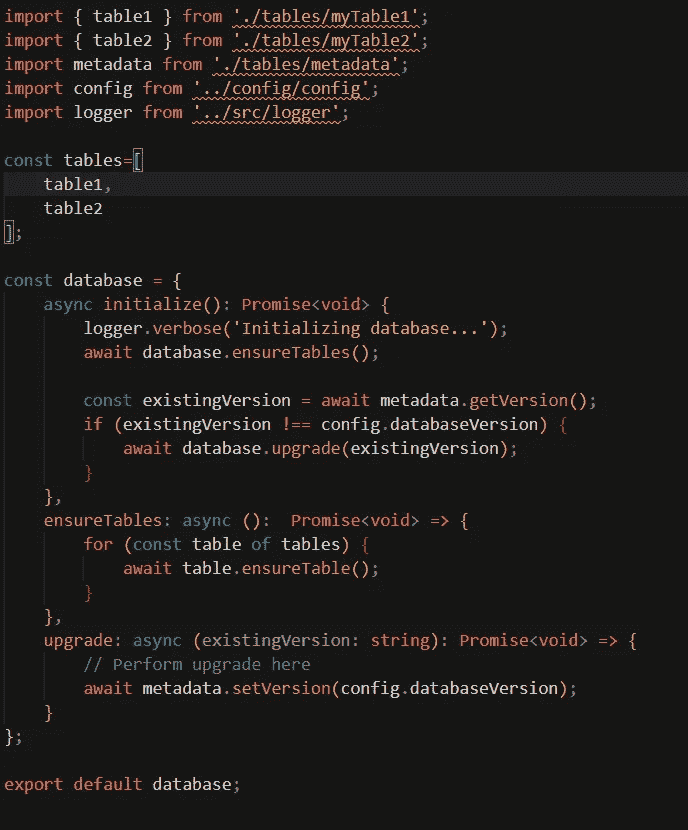 import { table1 } from './tables/myTable1';
import { table2 } from './tables/myTable2';
import metadata from './tables/metadata';
import config from '../config/config';
import logger from '../src/logger';

const tables=[
    table1,
    table2
];

const database = {
    async initialize(): Promise<void> {
        logger.verbose('Initializing database...');
        await database.ensureTables();

        const existingVersion = await metadata.getVersion();
        if (existingVersion !== config.databaseVersion) {
            await database.upgrade(existingVersion);
        }
    },
    ensureTables: async ():  Promise<void> => {
        for (const table of tables) {
            await table.ensureTable();
        }
    },
    upgrade: async (existingVersion: string): Promise<void> => {
        // Perform upgrade here
        await metadata.setVersion(config.databaseVersion);
    }
};

export default database;